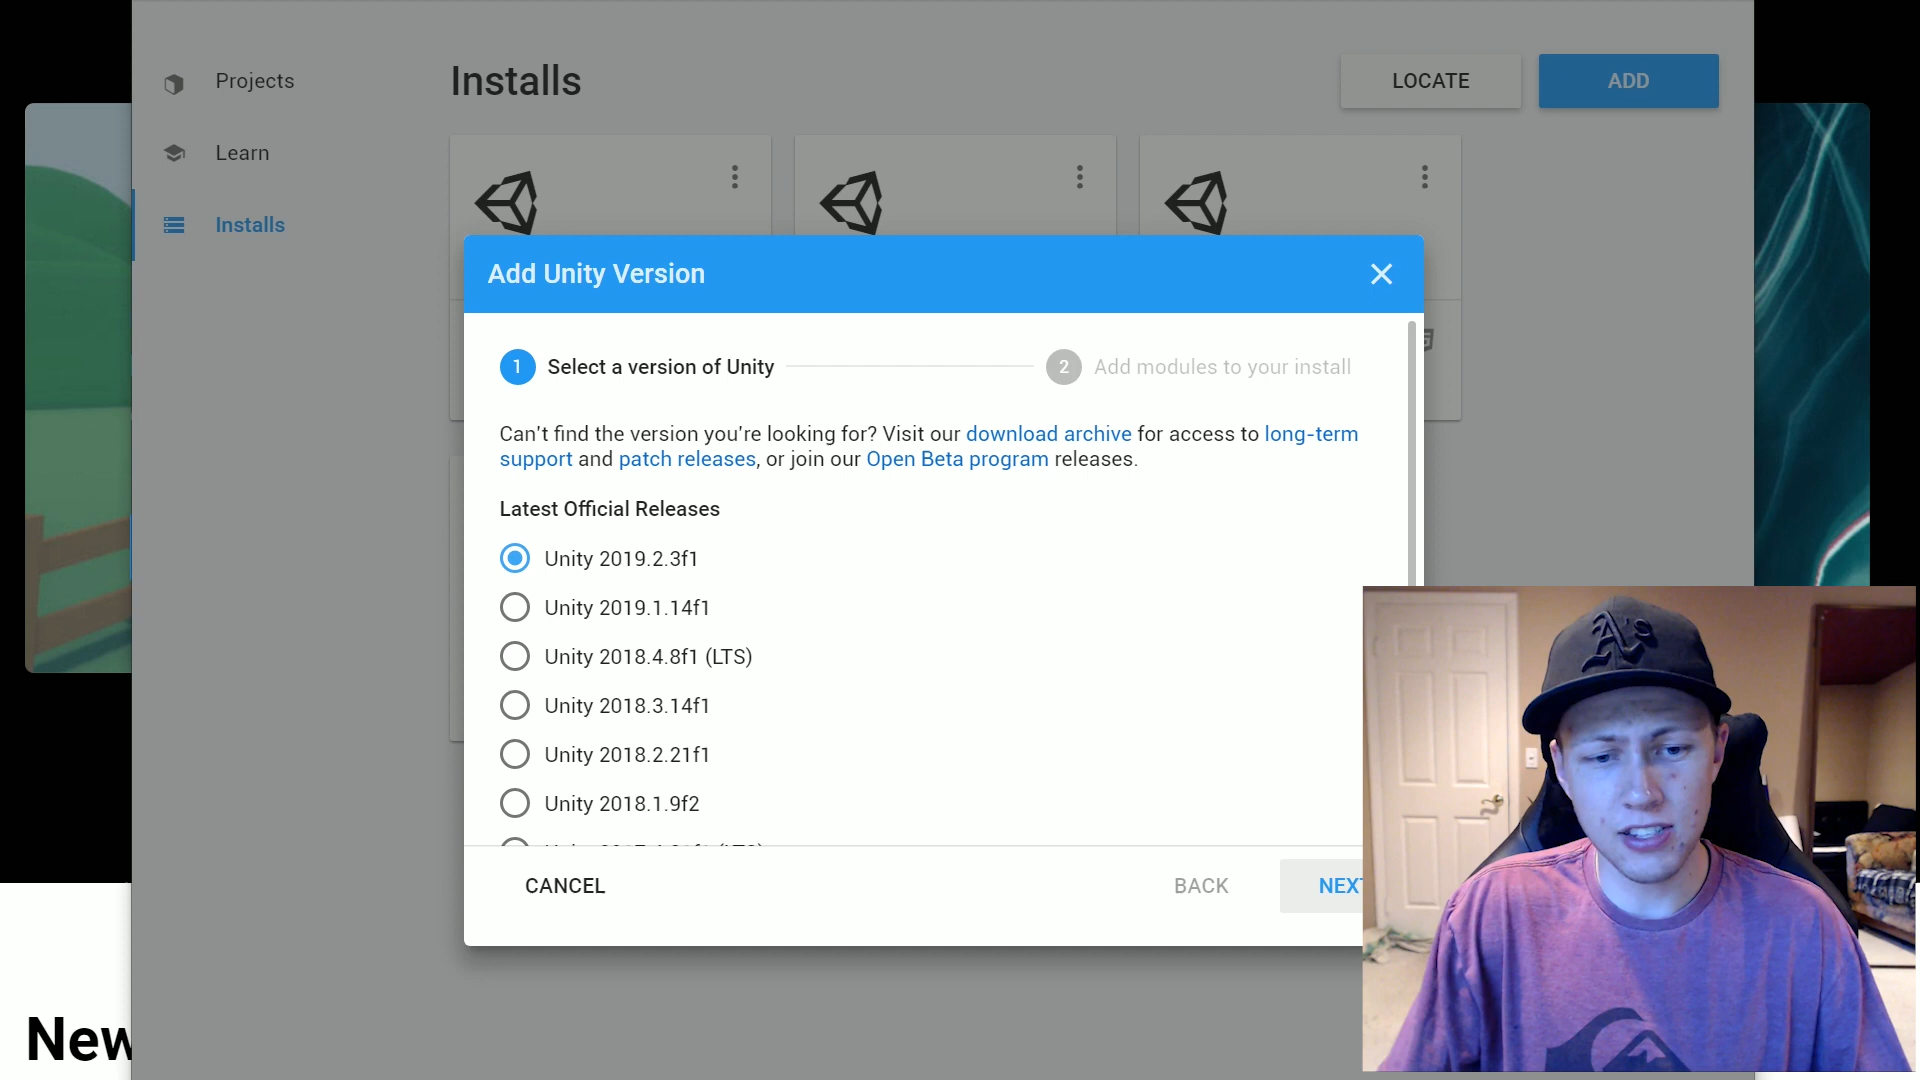 Projects
Learn
Installs
Installs
LOCATE
ADD
Add Unity Version
1 Select a version of Unity
2 Add modules to your install
Can't find the version you're looking for? Visit our download archive for access to long-term
support and patch releases, or join our Open Beta program releases.
Latest Official Releases
Unity 2019.2.3f1
Unity 2019.1.14f1
Unity 2018.4.8f1 (LTS)
Unity 2018.3.14f1
Unity 2018.2.21f1
Unity 2018.1.9f2
CANCEL
BACK
NEXT
New
A's